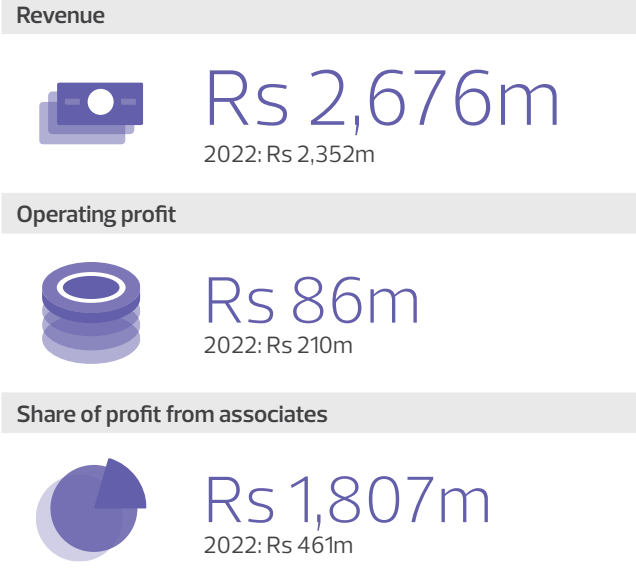 Revenue
Rs 2,676m
2022: Rs 2,352m
Operating profit
Rs 86m
2022: Rs 210m
Share of profit from associates
Rs 1,807m
2022: Rs 461m